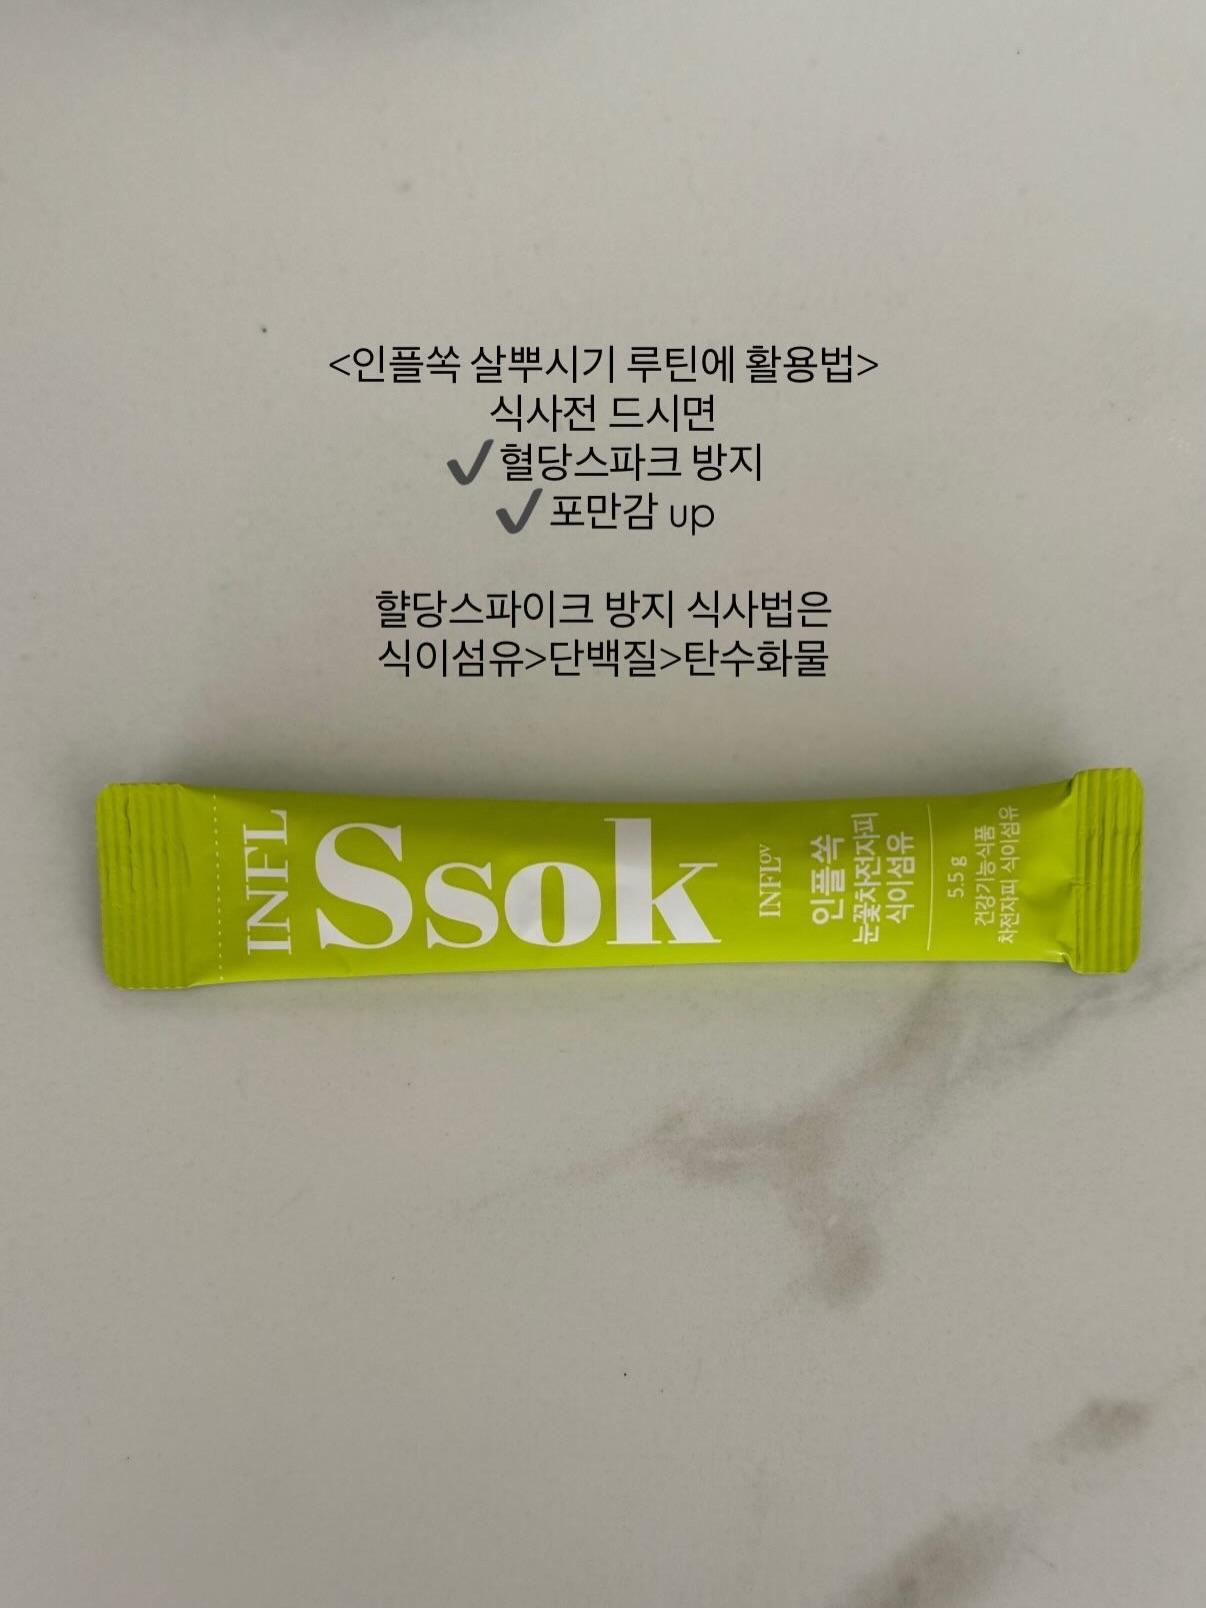 <인플쏙 살뿌시기 루틴에 활용법>
식사전 드시면
✔혈당스파크 방지
✔포만감 up
햘당스파이크 방지 식사법은
식이섬유>단백질>탄수화물
INFL
Ssok
INFLOV
인플쏙
눈꽃차전자피
식이섬유
5.5 g
건강기능식품
차전자피 식이섬유